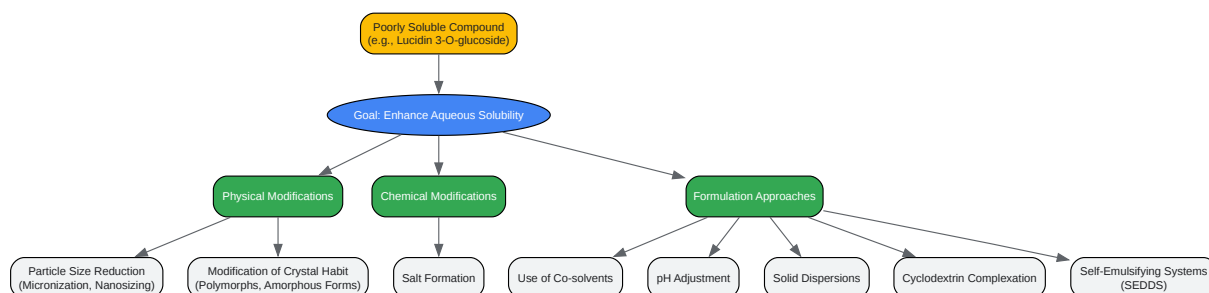 Poorly Soluble Compound
(e.g., Lucidin 3-O-glucoside)
Goal: Enhance Aqueous Solubility
Physical Modifications
Chemical Modifications
Formulation Approaches
Particle Size Reduction
(Micronization, Nanosizing)
Modification of Crystal Habit
(Polymorphs, Amorphous Forms)
Salt Formation
Use of Co-solvents
pH Adjustment
Solid Dispersions
Cyclodextrin Complexation
Self-Emulsifying Systems
(SEDDS)